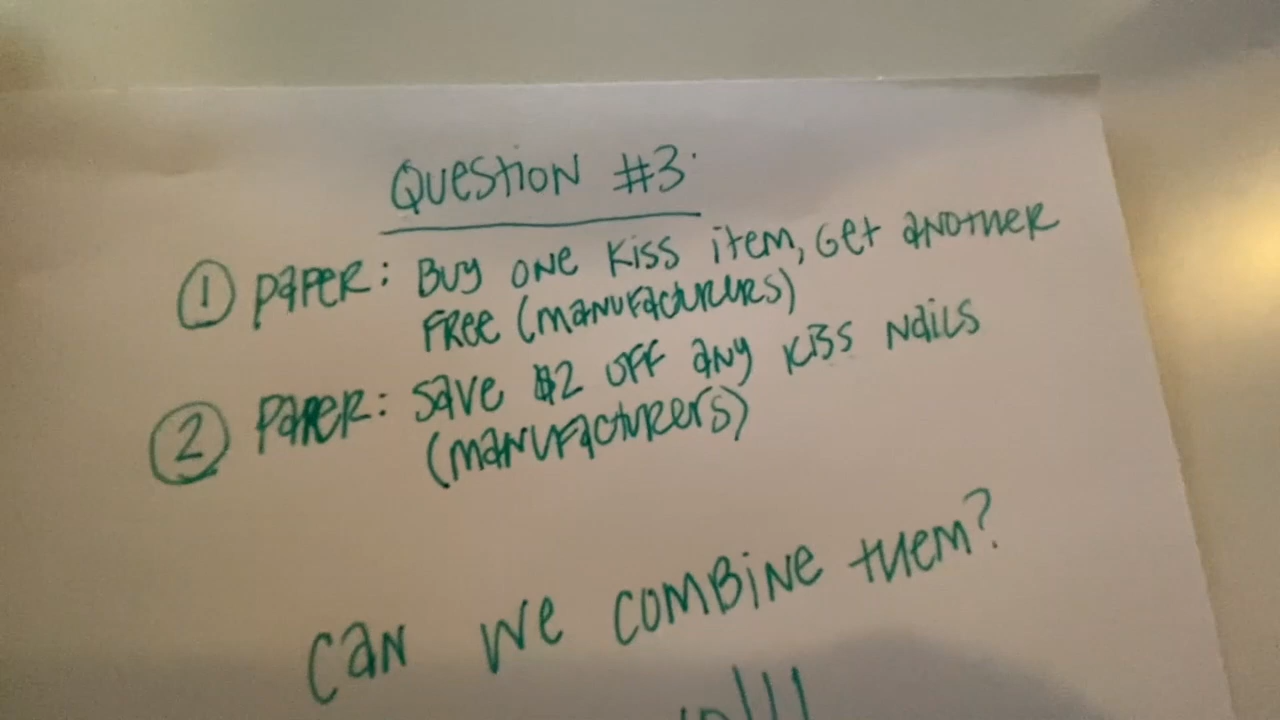 Question #3.
① Paper: Buy one Kiss item, Get another
Free (manufacturers)
② Paper: Save $2 off any Kiss Nails
(manufacturers)
Can we combine them?